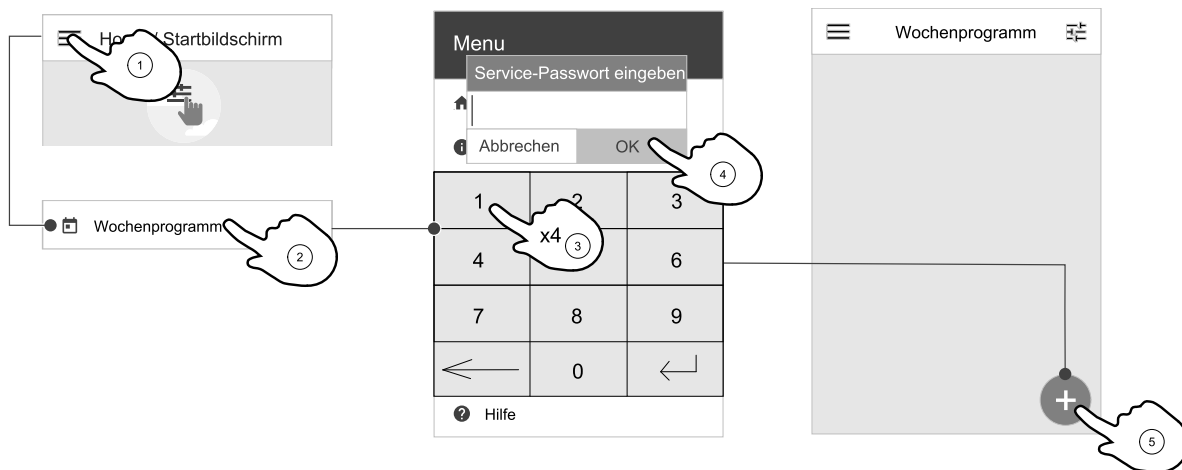 / Startbildschirm
1
Wochenprogramm
2
Menu
Service-Passwort eingeben
Abbrechen OK
4
1 2 3
x4 3
4 6
7 8 9
0
Hilfe
Wochenprogramm
5